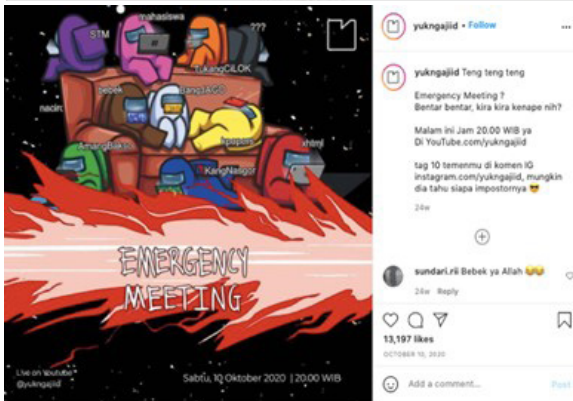 mahasiswa
???
STM
TukangCiLOK
bebek
BangJAGO
nacin
AmangBakso
kpopers
xhtml
KangNasgor
EMERGENCY
MEETING
Live on Youtube
@yukngajiid
Sabtu, 10 Oktober 2020 | 20.00 WIB
yukngajiid • Follow
yukngajiid Teng teng teng
Emergency Meeting ?
Bentar bentar, kira kira kenape nih?
Malam ini Jam 20.00 WIB ya
Di YouTube.com/yukngajiid
tag 10 temenmu di komen IG
instagram.com/yukngajiid, mungkin
dia tahu siapa impostornya 😎
24w
sundari.rii Bebek ya Allah 😂😂
24w Reply
13,197 likes
OCTOBER 10, 2020
Add a comment...
Post